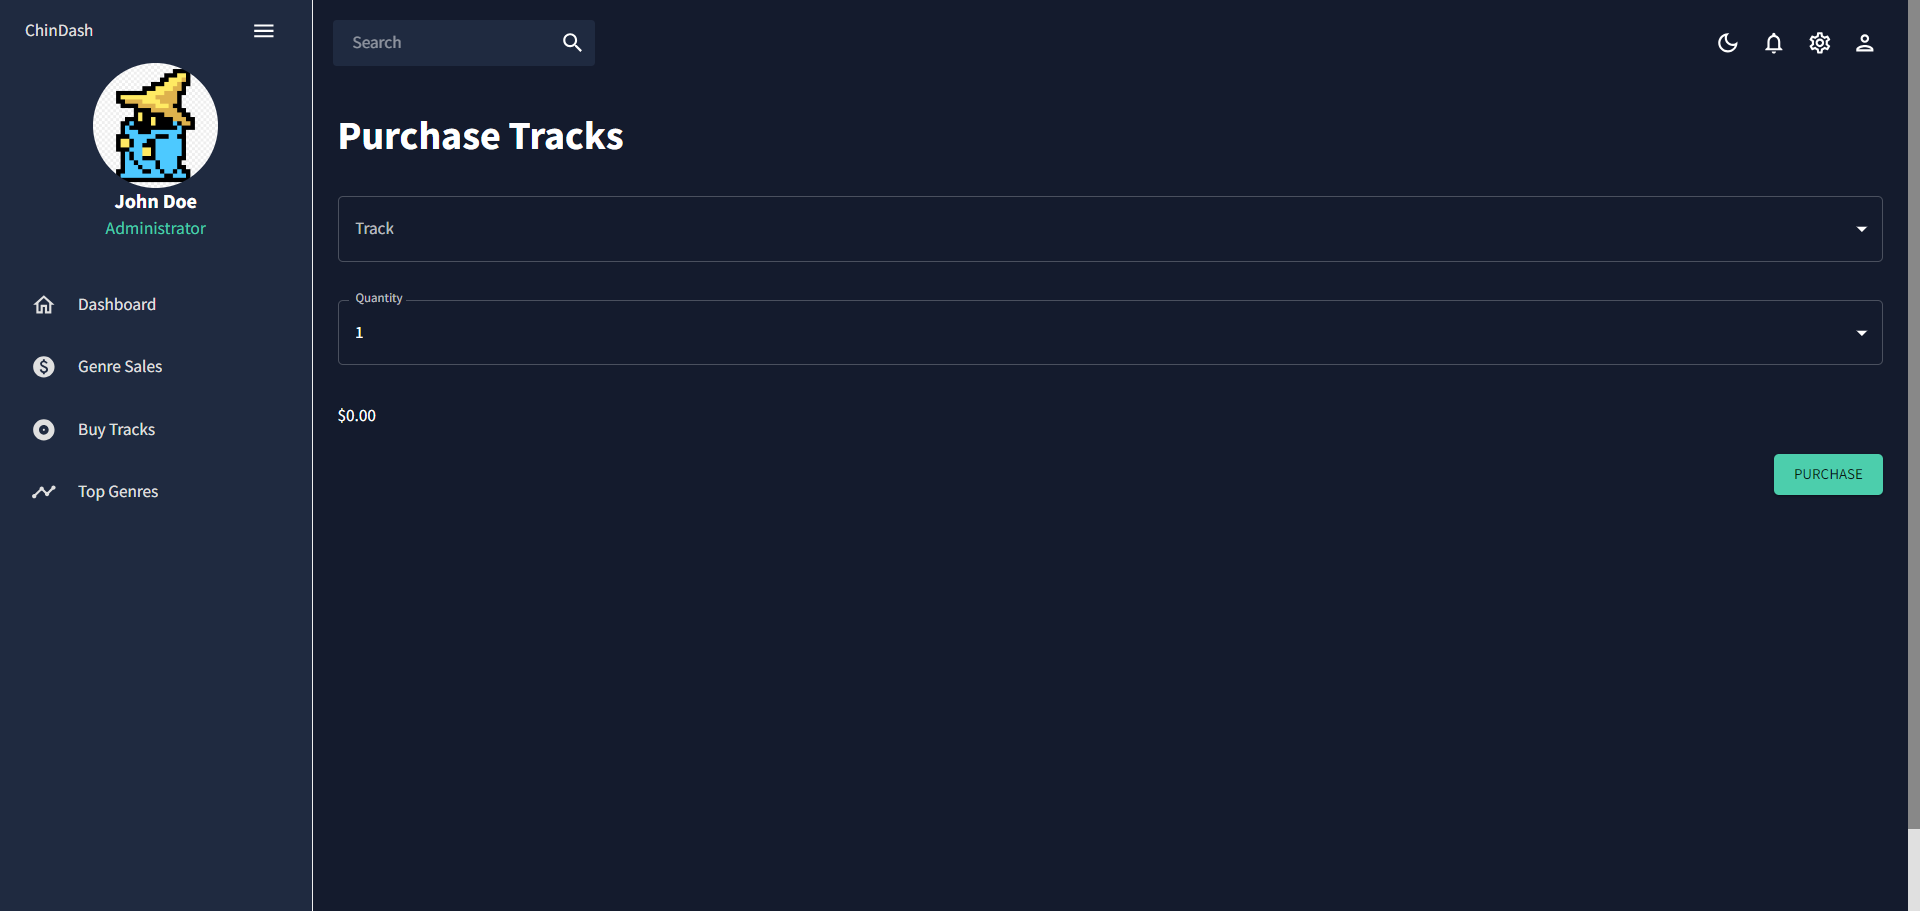 ChinDash
John Doe
Administrator
Dashboard
Genre Sales
Buy Tracks
Top Genres
Search
Purchase Tracks
Track
Quantity
1
$0.00
PURCHASE